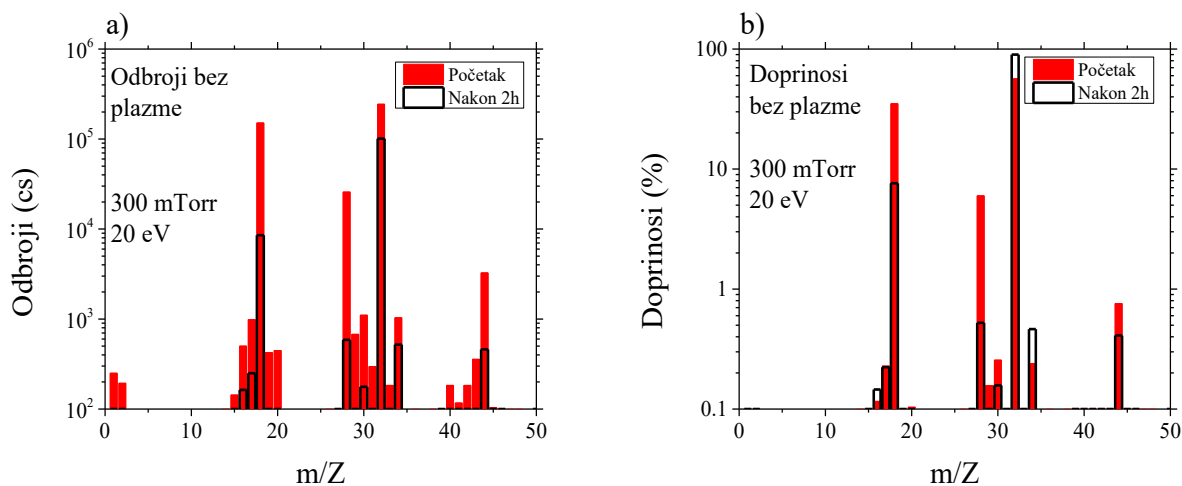 a)
Odbroji (cs)
10^6
10^5
10^4
10^3
10^2
Odbroji bez
plazme
300 mTorr
20 eV
Početak
Nakon 2h
0 10 20 30 40 50
m/Z
b)
Doprinosi (%)
100
10
1
0.1
Doprinosi
bez plazme
300 mTorr
20 eV
Početak
Nakon 2h
0 10 20 30 40 50
m/Z